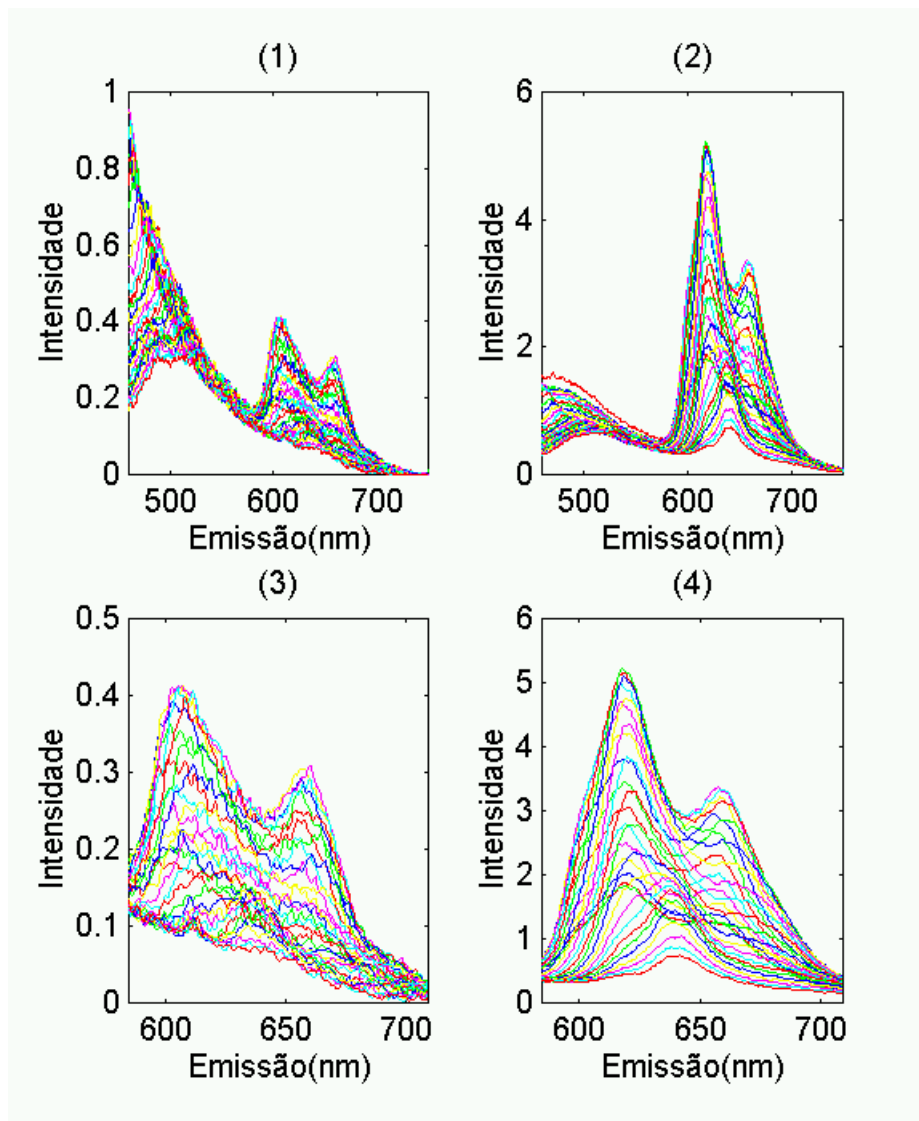 (1)
1
0.8
0.6
0.4
0.2
0
Intensidade
500 600 700
Emissão(nm)
(2)
6
4
2
0
Intensidade
500 600 700
Emissão(nm)
(3)
0.5
0.4
0.3
0.2
0.1
0
Intensidade
600 650 700
Emissão(nm)
(4)
6
5
4
3
2
1
0
Intensidade
600 650 700
Emissão(nm)